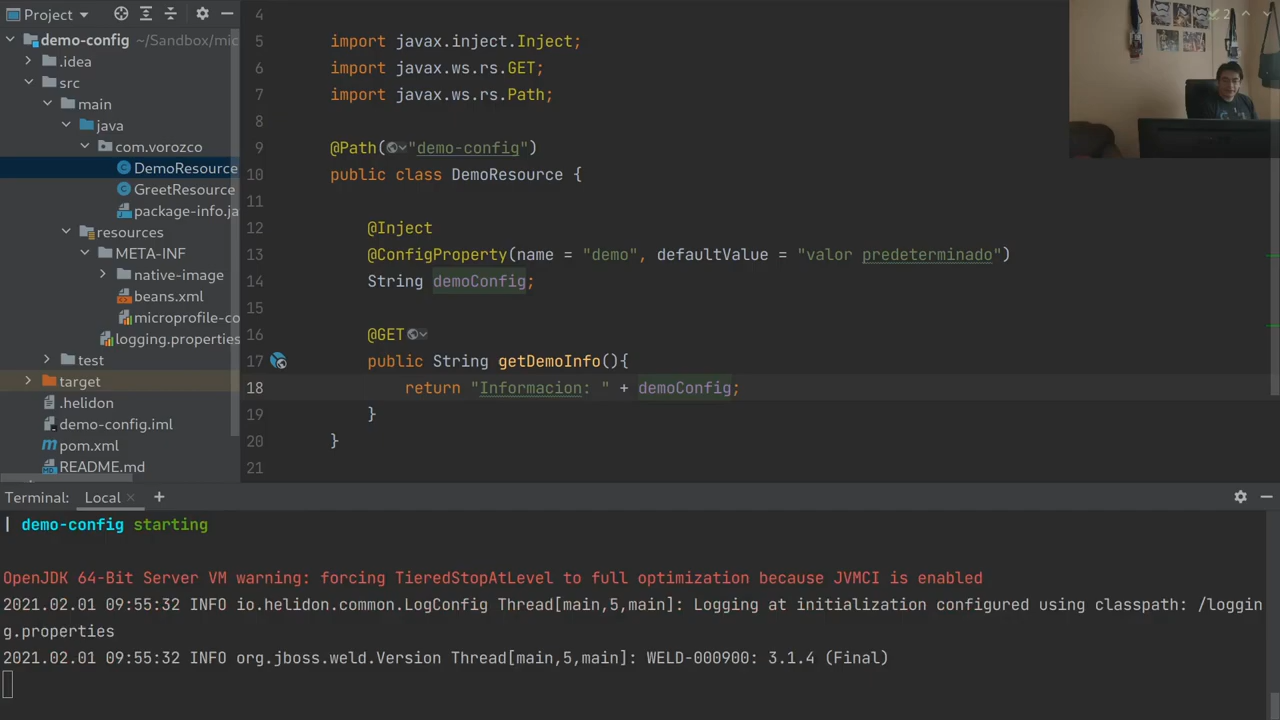 Project
demo-config ~/Sandbox/mic
.idea
src
main
java
com.vorozco
DemoResource
GreetResource
package-info.ja
resources
META-INF
native-image
beans.xml
microprofile-co
logging.properties
test
target
.helidon
demo-config.iml
pom.xml
README.md
4
5 import javax.inject.Inject;
6 import javax.ws.rs.GET;
7 import javax.ws.rs.Path;
8
9 @Path("demo-config")
10 public class DemoResource {
11
12 @Inject
13 @ConfigProperty(name = "demo", defaultValue = "valor predeterminado")
14 String demoConfig;
15
16 @GET
17 public String getDemoInfo(){
18 return "Informacion: " + demoConfig;
19 }
20 }
21
2
Terminal: Local × +
| demo-config starting
OpenJDK 64-Bit Server VM warning: forcing TieredStopAtLevel to full optimization because JVMCI is enabled
2021.02.01 09:55:32 INFO io.helidon.common.LogConfig Thread[main,5,main]: Logging at initialization configured using classpath: /loggin
g.properties
2021.02.01 09:55:32 INFO org.jboss.weld.Version Thread[main,5,main]: WELD-000900: 3.1.4 (Final)